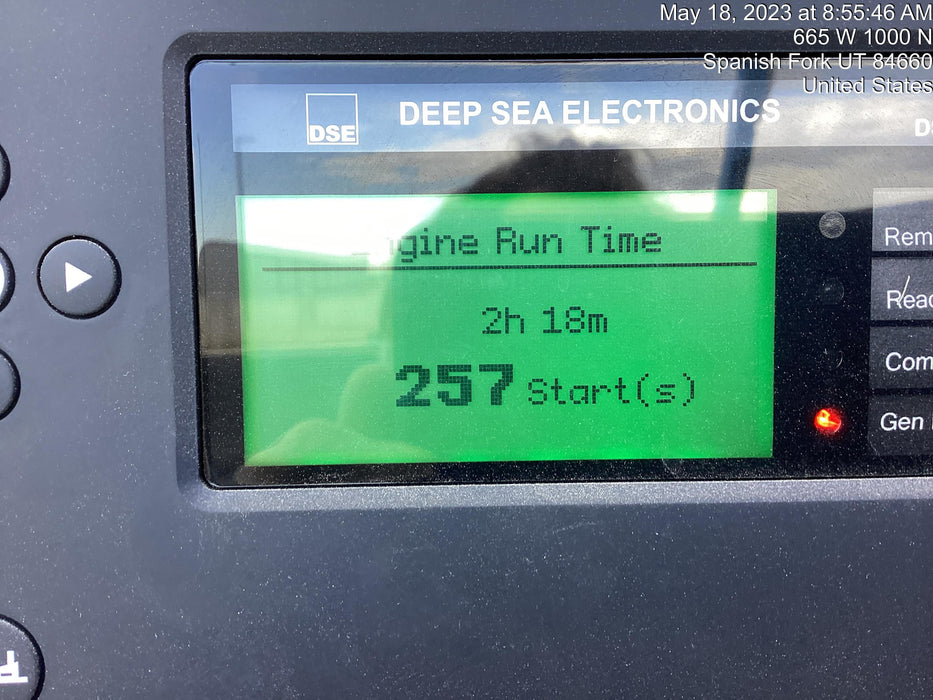 May 18, 2023 at 8:55:46 AM
665 W 1000 N
Spanish Fork UT 84660
United States
DSE
DEEP SEA ELECTRONICS
Engine Run Time
2h 18m
257 Start(s)
Rem
Read
Com
Gen